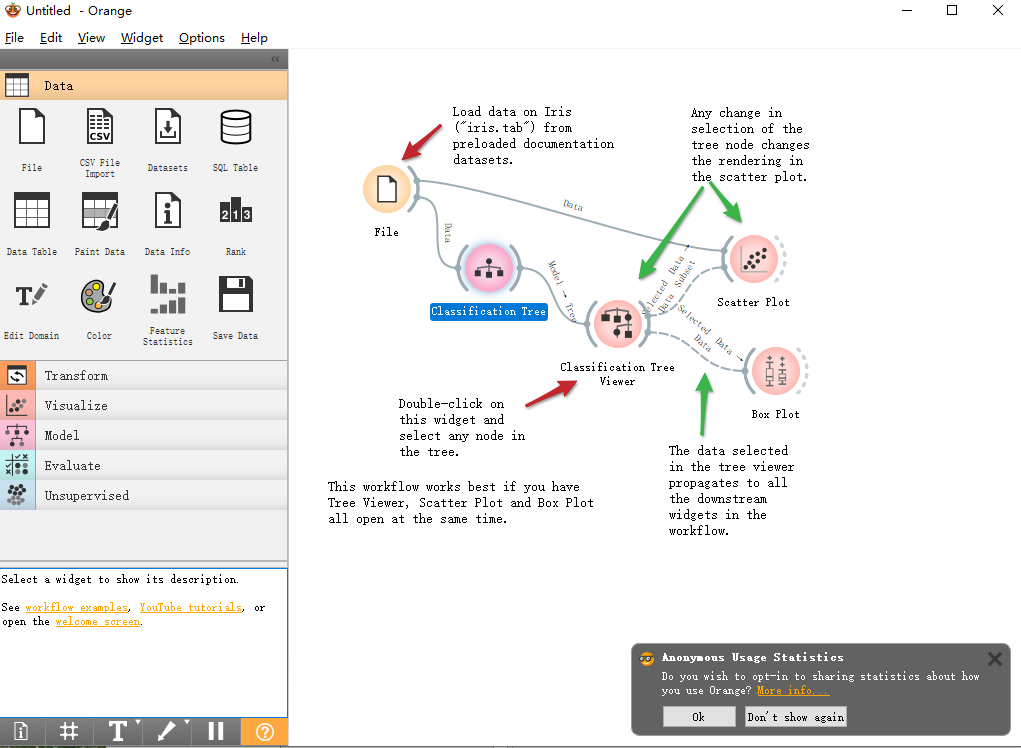 Untitled - Orange
File Edit View Widget Options Help
Data
File
CSV File
Import
Datasets
SQL Table
Data Table
Paint Data
Data Info
Rank
Edit Domain
Color
Feature
Statistics
Save Data
Transform
Visualize
Model
Evaluate
Unsupervised
Select a widget to show its description.
See workflow examples, YouTube tutorials, or
open the welcome screen.
Load data on Iris
("iris.tab") from
preloaded documentation
datasets.
Any change in
selection of the
tree node changes
the rendering in
the scatter plot.
File
Data
Data
Classification Tree
Model → Tree
Selected Data →
Data Subset
Scatter Plot
Selected Data →
Data
Classification Tree
Viewer
Box Plot
Double-click on
this widget and
select any node in
the tree.
The data selected
in the tree viewer
propagates to all
the downstream
widgets in the
workflow.
This workflow works best if you have
Tree Viewer, Scatter Plot and Box Plot
all open at the same time.
Anonymous Usage Statistics
Do you wish to opt-in to sharing statistics about how
you use Orange? More info...
Ok
Don't show again